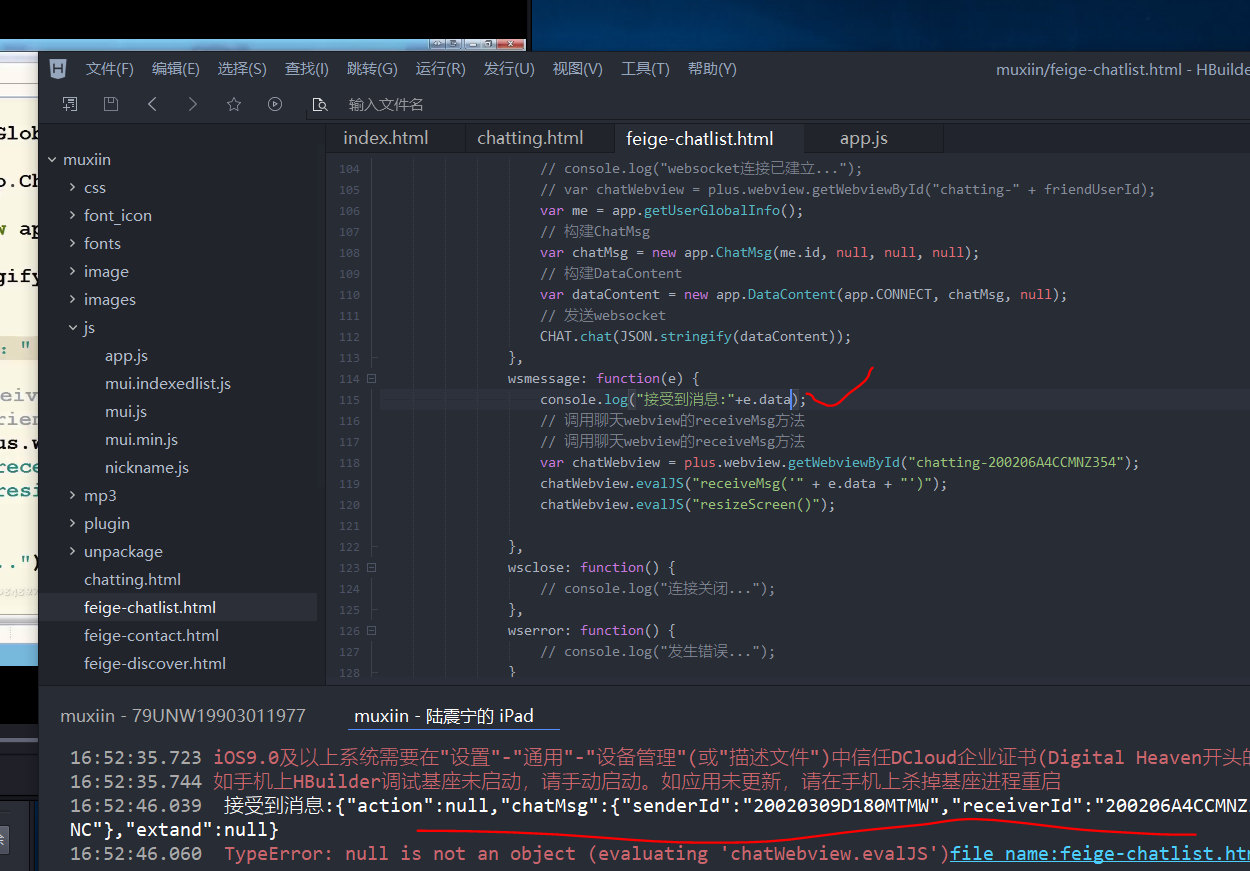 文件(F) 编辑(E) 选择(S) 查找(I) 跳转(G) 运行(R) 发行(U) 视图(V) 工具(T) 帮助(Y) muxiin/feige-chatlist.html - HBuilde
输入文件名
Glob
o.Ch
w ap
gify
: "
eiv
rien
us.w
rece
resi
..")
muxiin
css
font_icon
fonts
image
images
js
app.js
mui.indexedlist.js
mui.js
mui.min.js
nickname.js
mp3
plugin
unpackage
chatting.html
feige-chatlist.html
feige-contact.html
feige-discover.html
index.html chatting.html feige-chatlist.html app.js
104 // console.log("websocket连接已建立...");
105 // var chatWebview = plus.webview.getWebviewById("chatting-" + friendUserId);
106 var me = app.getUserGlobalInfo();
107 // 构建ChatMsg
108 var chatMsg = new app.ChatMsg(me.id, null, null, null);
109 // 构建DataContent
110 var dataContent = new app.DataContent(app.CONNECT, chatMsg, null);
111 // 发送websocket
112 CHAT.chat(JSON.stringify(dataContent));
113 },
114 wsmessage: function(e) {
115 console.log("接受到消息:"+e.data);
116 // 调用聊天webview的receiveMsg方法
117 // 调用聊天webview的receiveMsg方法
118 var chatWebview = plus.webview.getWebviewById("chatting-200206A4CCMNZ354");
119 chatWebview.evalJS("receiveMsg('" + e.data + "')");
120 chatWebview.evalJS("resizeScreen()");
121
122 },
123 wsclose: function() {
124 // console.log("连接关闭...");
125 },
126 wserror: function() {
127 // console.log("发生错误...");
128 }
muxiin - 79UNW19903011977 muxiin - 陆震宁的 iPad
16:52:35.723 iOS9.0及以上系统需要在"设置"-"通用"-"设备管理"(或"描述文件")中信任DCloud企业证书(Digital Heaven开头的
16:52:35.744 如手机上HBuilder调试基座未启动，请手动启动。如应用未更新，请在手机上杀掉基座进程重启
16:52:46.039 接受到消息:{"action":null,"chatMsg":{"senderId":"20020309D180MTMW","receiverId":"200206A4CCMNZ
NC"},"extand":null}
16:52:46.060 TypeError: null is not an object (evaluating 'chatWebview.evalJS')file name:feige-chatlist.ht